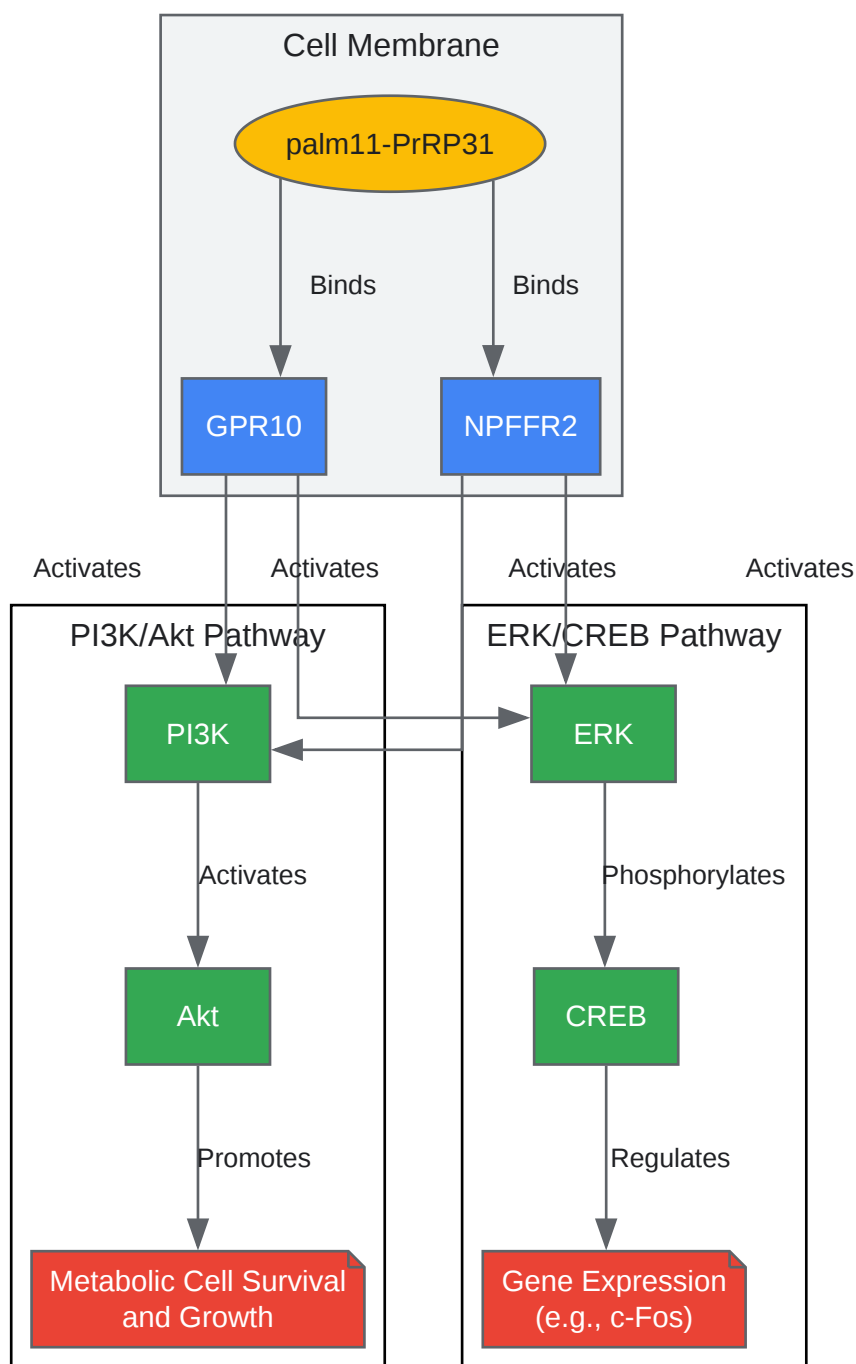 Cell Membrane
palm11-PrRP31
Binds
Binds
GPR10
NPFFR2
Activates
Activates
Activates
Activates
PI3K/Akt Pathway
ERK/CREB Pathway
PI3K
ERK
Activates
Phosphorylates
Akt
CREB
Promotes
Regulates
Metabolic Cell Survival
and Growth
Gene Expression
(e.g., c-Fos)